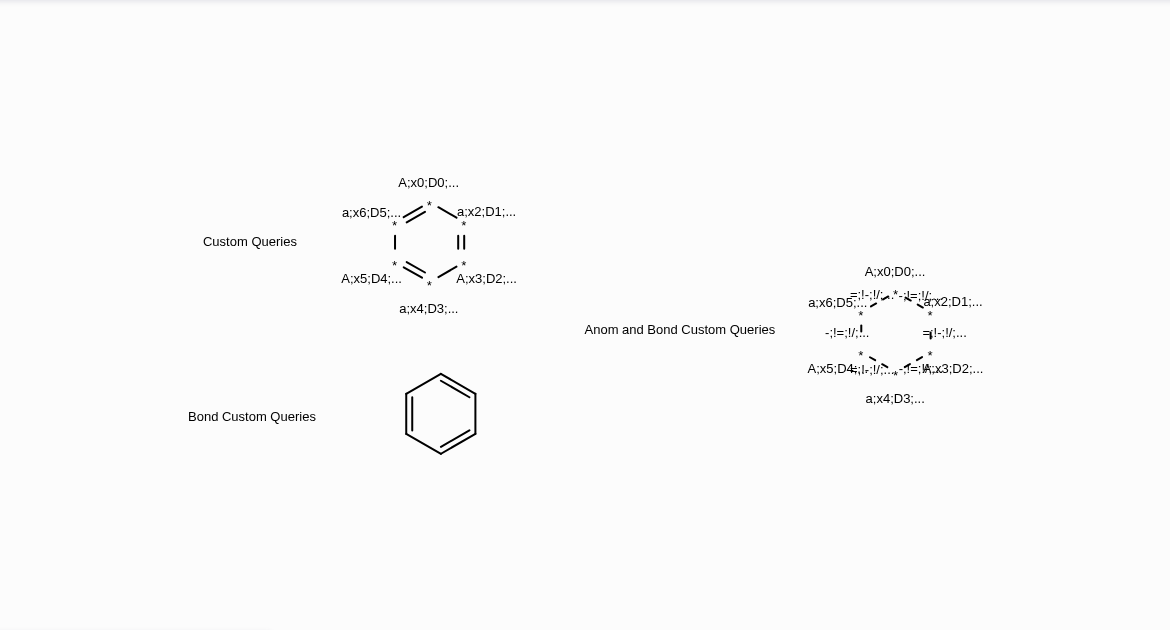 A;x0;D0;...
a;x6;D5;...
a;x2;D1;...
*
*
*
Custom Queries
*
*
A;x5;D4;...
A;x3;D2;...
*
a;x4;D3;...
A;x0;D0;...
=;!-;!/;...
*
-;!=;!/;...
a;x6;D5;...
a;x2;D1;...
*
*
Anom and Bond Custom Queries
-;!=;!/;...
=;!-;!/;...
*
*
A;x5;D4;...
=;!-;!/;...
-;!=;!/;...
A;x3;D2;...
*
a;x4;D3;...
Bond Custom Queries